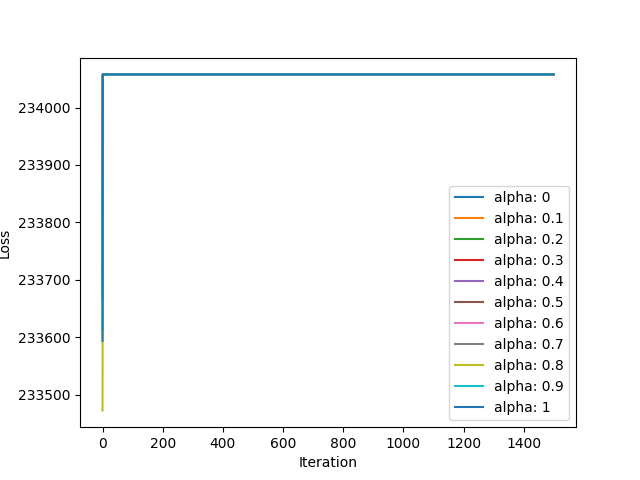 234000
233900
233800
233700
233600
233500
Loss
0
200
400
600
800
1000
1200
1400
Iteration
alpha: 0
alpha: 0.1
alpha: 0.2
alpha: 0.3
alpha: 0.4
alpha: 0.5
alpha: 0.6
alpha: 0.7
alpha: 0.8
alpha: 0.9
alpha: 1